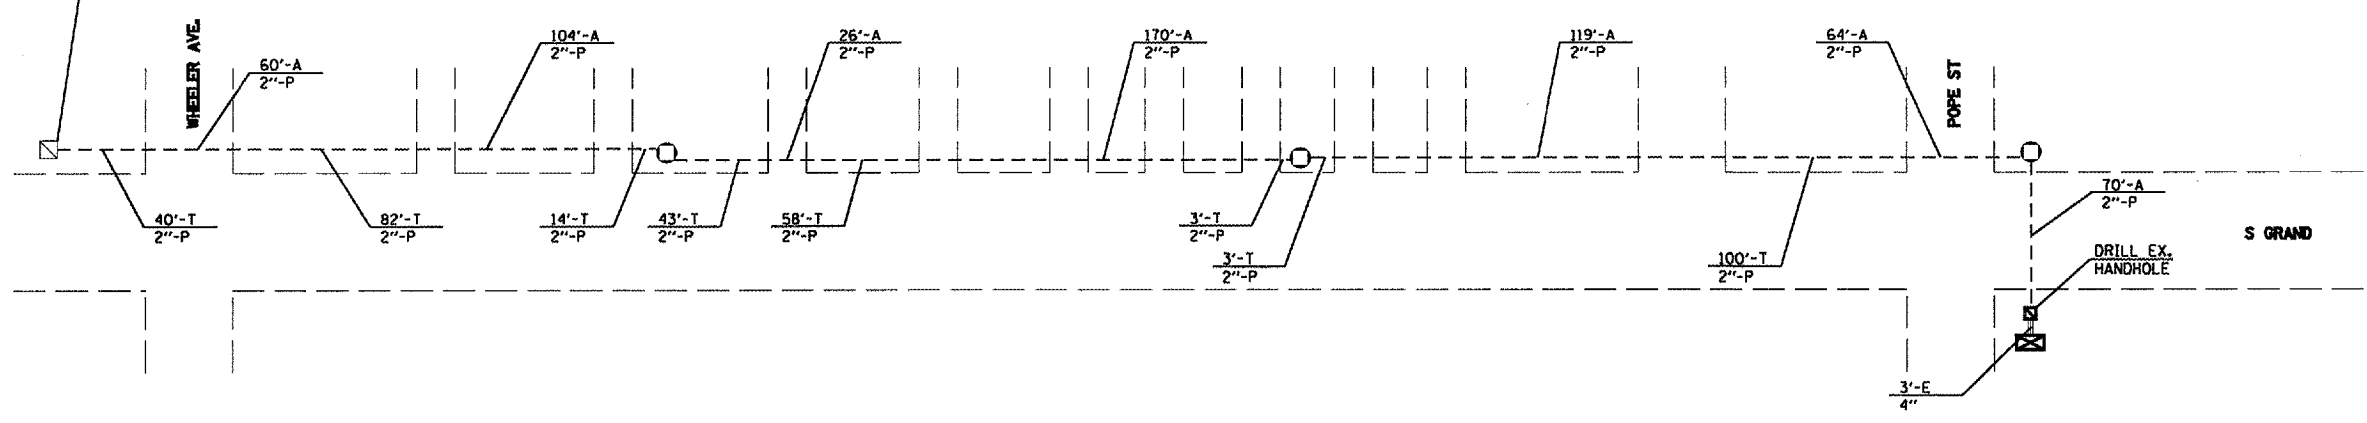 WHEELER AVE.
60'-A
2"-P
104'-A
2"-P
26'-A
2"-P
170'-A
2"-P
119'-A
2"-P
64'-A
2"-P
POPE ST
40'-T
2"-P
82'-T
2"-P
14'-T
2"-P
43'-T
2"-P
58'-T
2"-P
3'-T
2"-P
3'-T
2"-P
100'-T
2"-P
70'-A
2"-P
S GRAND
DRILL EX.
HANDHOLE
3'-E
4"